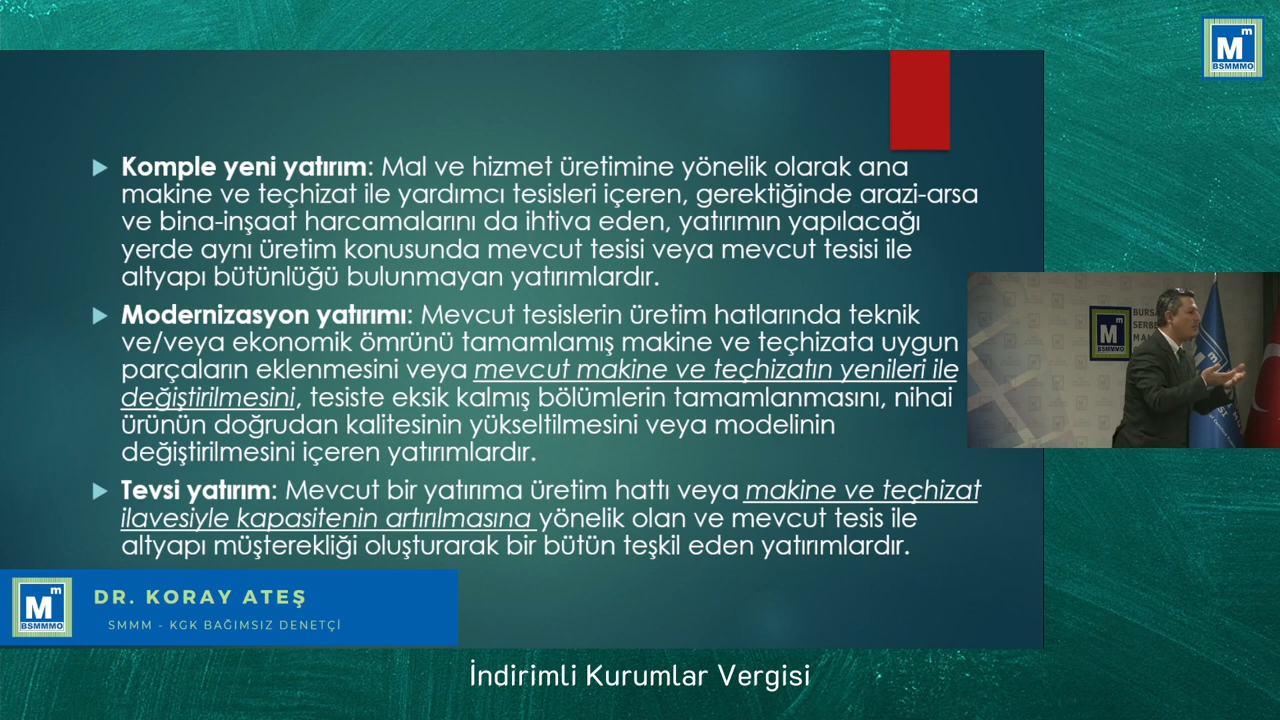 M m
BSMMMO
Komple yeni yatırım: Mal ve hizmet üretimine yönelik olarak ana
makine ve teçhizat ile yardımcı tesisleri içeren, gerektiğinde arazi-arsa
ve bina-inşaat harcamalarını da ihtiva eden, yatırımın yapılacağı
yerde aynı üretim konusunda mevcut tesisi veya mevcut tesisi ile
altyapı bütünlüğü bulunmayan yatırımlardır.
Modernizasyon yatırımı: Mevcut tesislerin üretim hatlarında teknik
ve/veya ekonomik ömrünü tamamlamış makine ve teçhizata uygun
parçaların eklenmesini veya mevcut makine ve teçhizatın yenileri ile
değiştirilmesini, tesiste eksik kalmış bölümlerin tamamlanmasını, nihai
ürünün doğrudan kalitesinin yükseltilmesini veya modelinin
değiştirilmesini içeren yatırımlardır.
Tevsi yatırım: Mevcut bir yatırıma üretim hattı veya makine ve teçhizat
ilavesiyle kapasitenin artırılmasına yönelik olan ve mevcut tesis ile
altyapı müşterekliği oluşturarak bir bütün teşkil eden yatırımlardır.
M m
BSMMMO
BURSA
SERBE
MA
M m
BSMMMO
DR. KORAY ATEŞ
SMMM - KGK BAĞIMSIZ DENETÇİ
İndirimli Kurumlar Vergisi